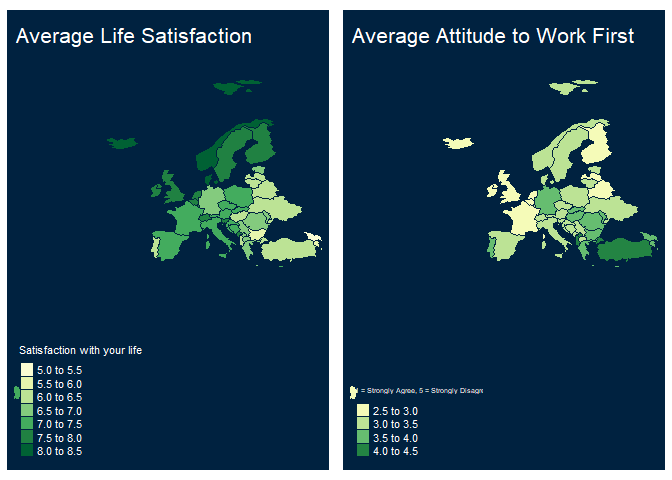 Average Life Satisfaction
Satisfaction with your life
5.0 to 5.5
5.5 to 6.0
6.0 to 6.5
6.5 to 7.0
7.0 to 7.5
7.5 to 8.0
8.0 to 8.5
Average Attitude to Work First
= Strongly Agree, 5 = Strongly Disagre
2.5 to 3.0
3.0 to 3.5
3.5 to 4.0
4.0 to 4.5